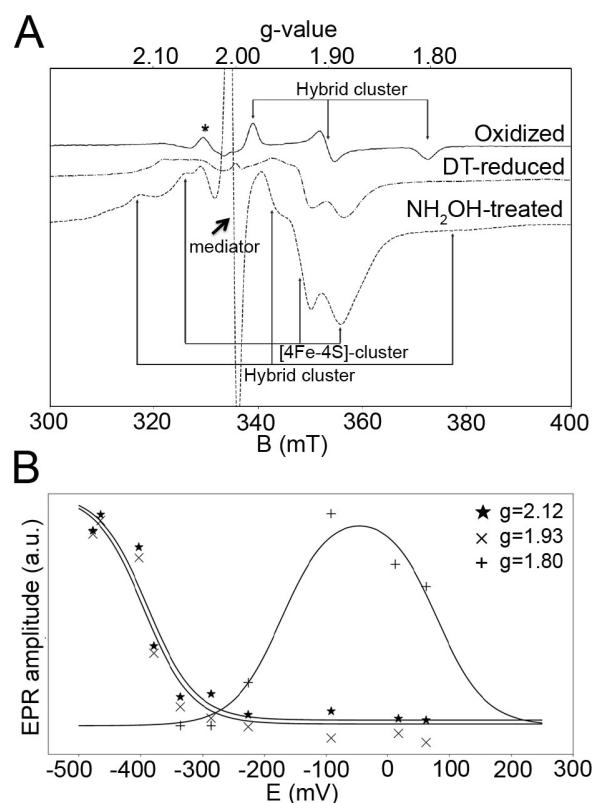 A
g-value
2.10 2.00 1.90 1.80
Hybrid cluster
*
Oxidized
DT-reduced
NH₂OH-treated
mediator
[4Fe-4S]-cluster
Hybrid cluster
300 320 340 360 380 400
B (mT)
B
EPR amplitude (a.u.)
★ g=2.12
× g=1.93
+ g=1.80
-500 -400 -300 -200 -100 0 100 200 300
E (mV)